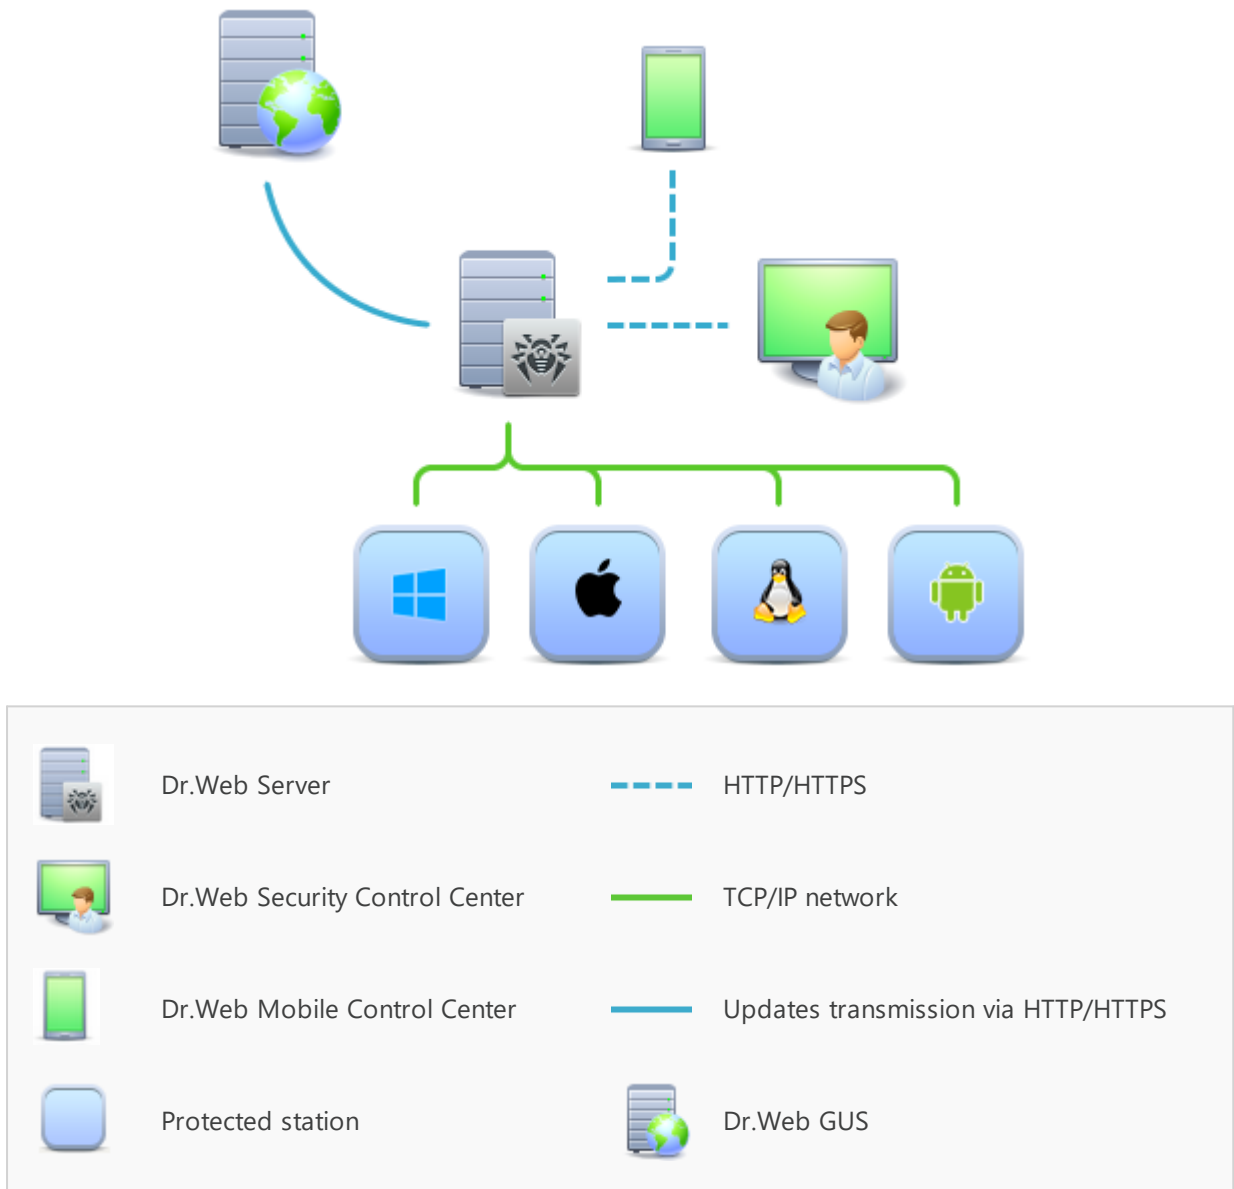 Dr.Web Server
HTTP/HTTPS
Dr.Web Security Control Center
TCP/IP network
Dr.Web Mobile Control Center
Updates transmission via HTTP/HTTPS
Protected station
Dr.Web GUS